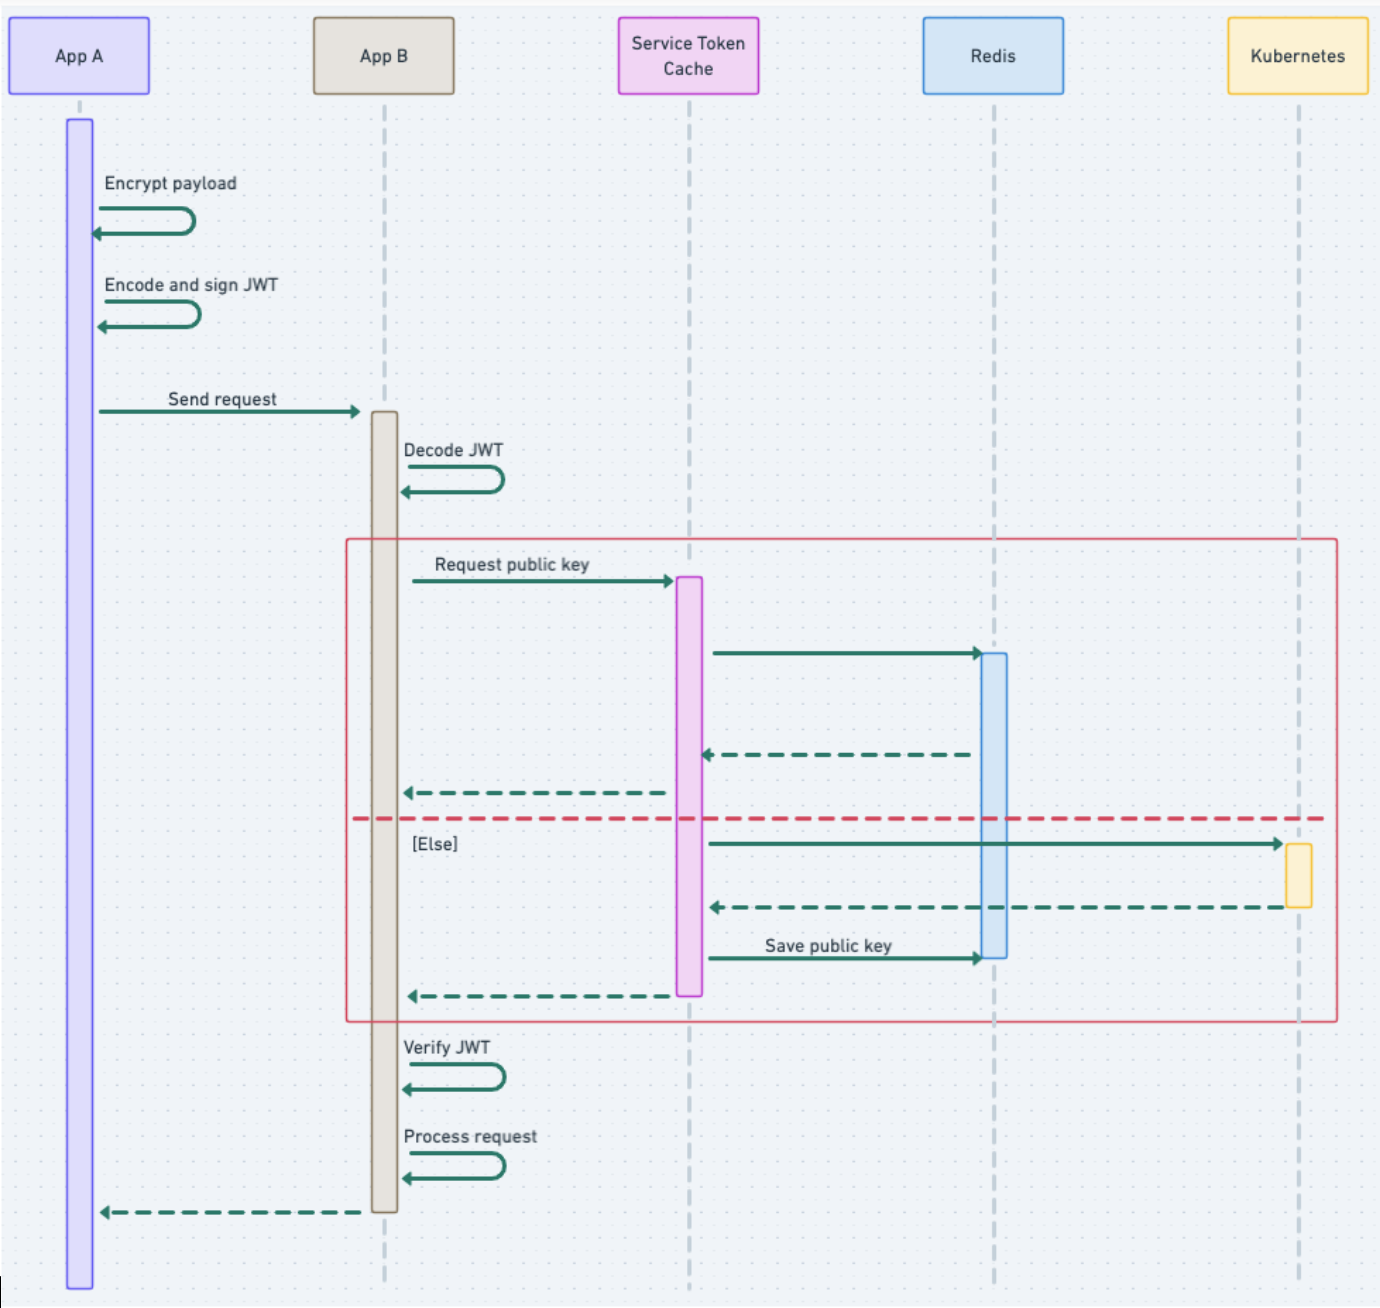 App A
App B
Service Token
Cache
Redis
Kubernetes
Encrypt payload
Encode and sign JWT
Send request
Decode JWT
Request public key
[Else]
Save public key
Verify JWT
Process request